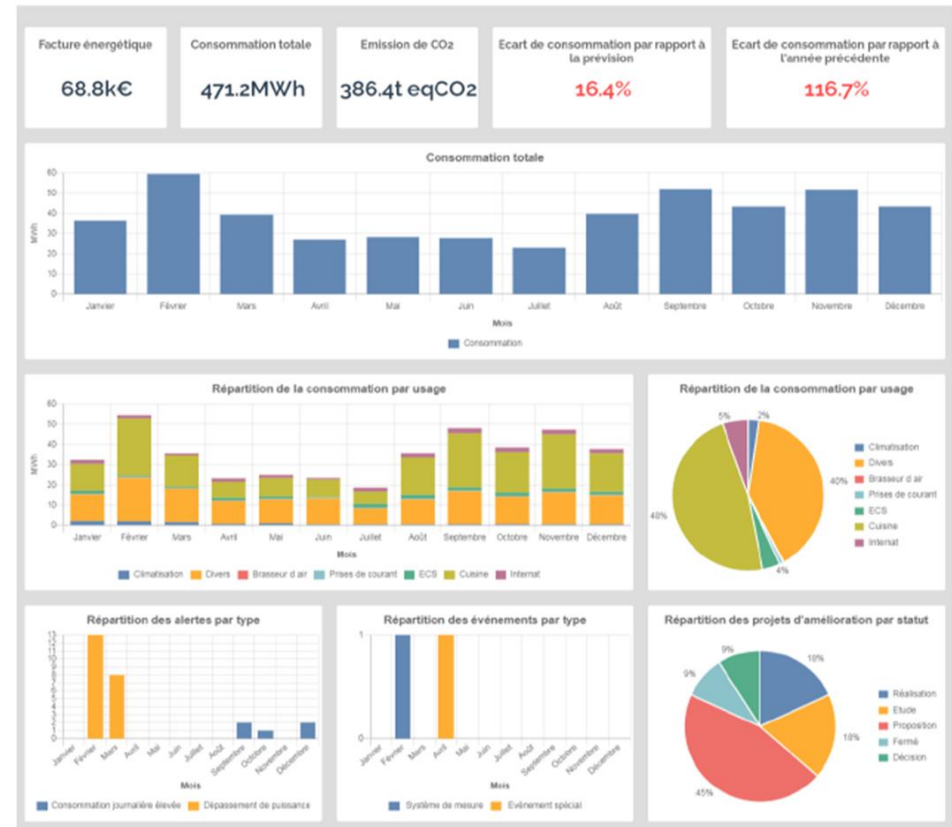 Facture énergétique
68.8k€
Consommation totale
471.2MWh
Emission de CO2
386.4t eqCO2
Ecart de consommation par rapport à
la prévision
16.4%
Ecart de consommation par rapport à
l'année précédente
116.7%
Consommation totale
60
50
40
30
20
10
0
MWh
Janvier Février Mars Avril Mai Juin Juillet Août Septembre Octobre Novembre Décembre
Mois
Consommation
Répartition de la consommation par usage
60
50
40
30
20
10
0
MWh
Janvier Février Mars Avril Mai Juin Juillet Août Septembre Octobre Novembre Décembre
Mois
Climatisation Divers Brasseur d air Prises de courant ECS Cuisine Internat
Répartition de la consommation par usage
5% 2%
40%
48%
4%
Climatisation
Divers
Brasseur d air
Prises de courant
ECS
Cuisine
Internat
Répartition des alertes par type
Janvier Février Mars Avril Mai Juin Juillet Août Septembre Octobre Novembre Décembre
Mois
Consommation journalière élevée Dépassement de puissance
Répartition des événements par type
1
0
Janvier Février Mars Avril Mai Juin Juillet Août Septembre Octobre Novembre Décembre
Mois
Système de mesure Evénement spécial
Répartition des projets d'amélioration par statut
9%
18%
9%
18%
45%
Réalisation
Etude
Proposition
Fermé
Décision